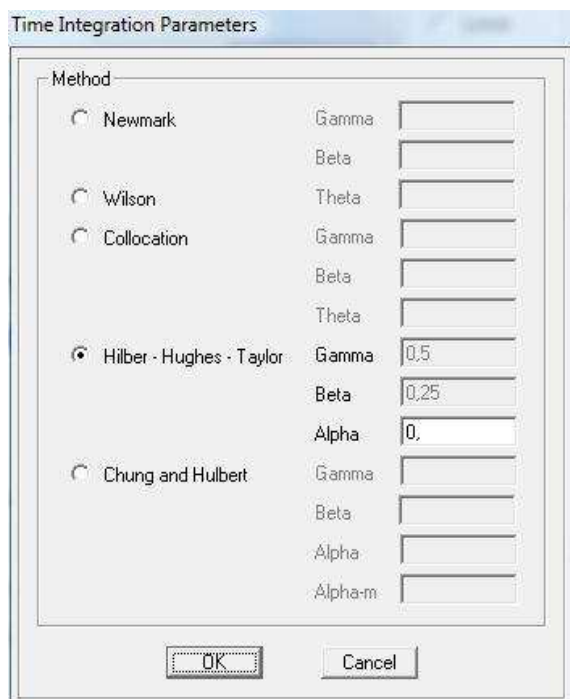 Time Integration Parameters
Method
Newmark Gamma
Beta
Wilson Theta
Collocation Gamma
Beta
Theta
Hilber - Hughes - Taylor Gamma 0,5
Beta 0,25
Alpha 0,
Chung and Hulbert Gamma
Beta
Alpha
Alpha-m
OK Cancel